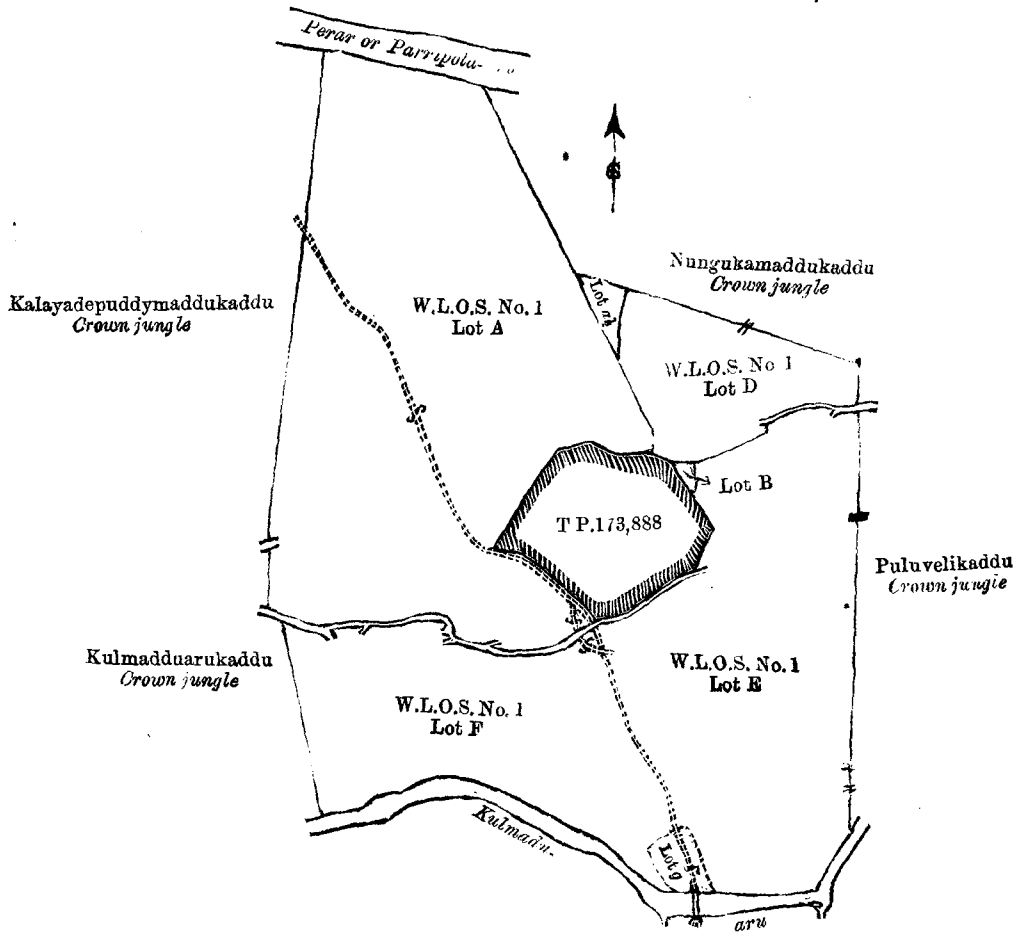 Perar or Parripola-
Nungukamaddukaddu
Crown jungle
Kalayadepuddymaddukaddu
Crown jungle
W.L.O.S. No. 1
Lot A
Lot ah
W.L.O.S. No 1
Lot D
Lot B
T P.173,888
Puluvelikaddu
Crown jungle
Kulmadduarukaddu
Crown jungle
W.L.O.S. No. 1
Lot E
W.L.O.S. No. 1
Lot F
Kulmadu-
Lot g
aru